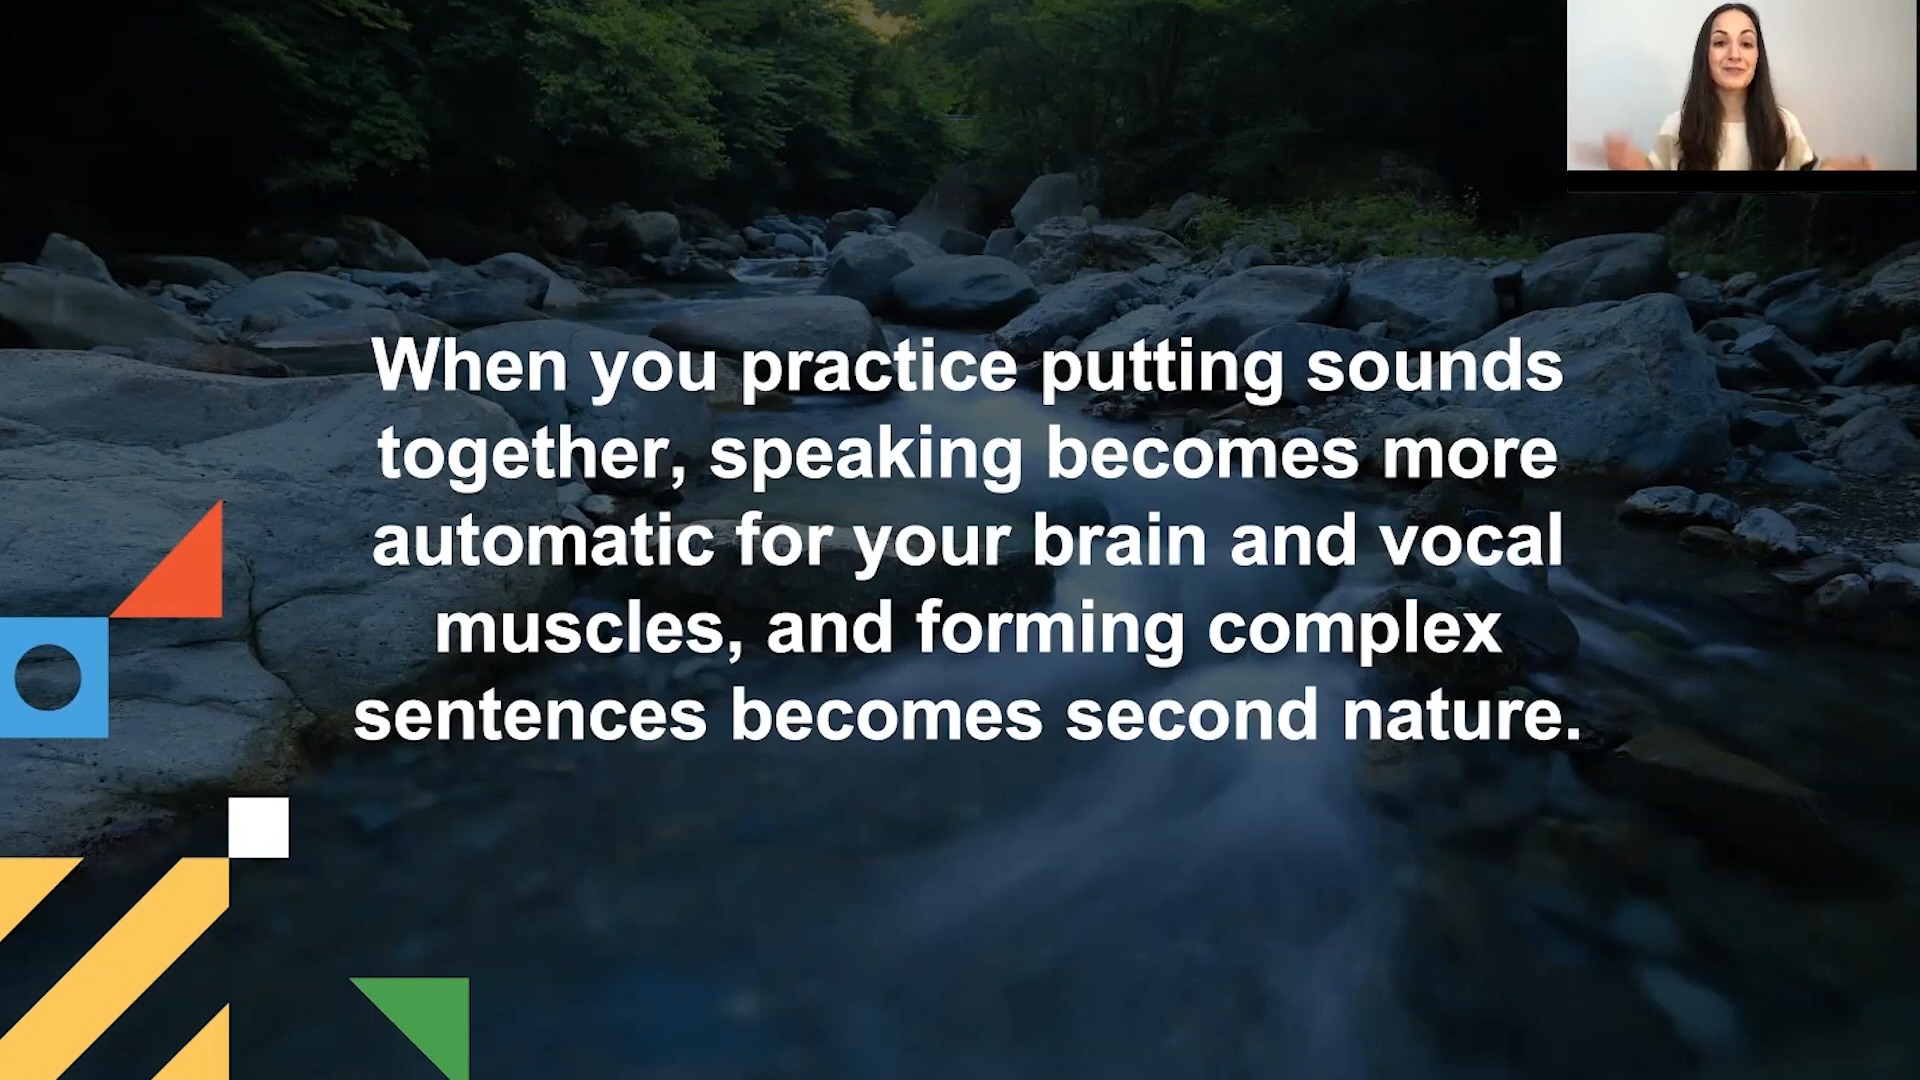 When you practice putting sounds
together, speaking becomes more
automatic for your brain and vocal
muscles, and forming complex
sentences becomes second nature.